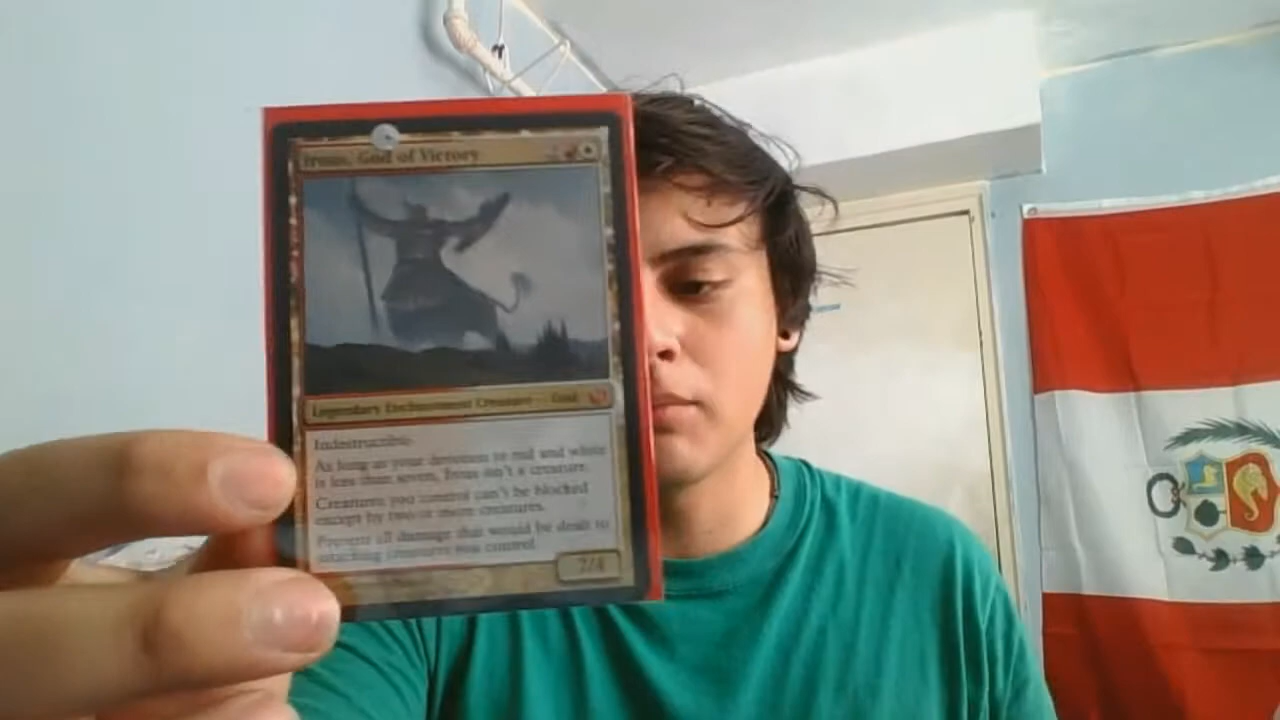 Iroas, God of Victory
Legendary Enchantment Creature — God
Indestructible
As long as your devotion to red and white
is less than seven, Iroas isn't a creature.
Creatures you control can't be blocked
except by two or more creatures.
Prevent all damage that would be dealt to
attacking creatures you control.
7/4